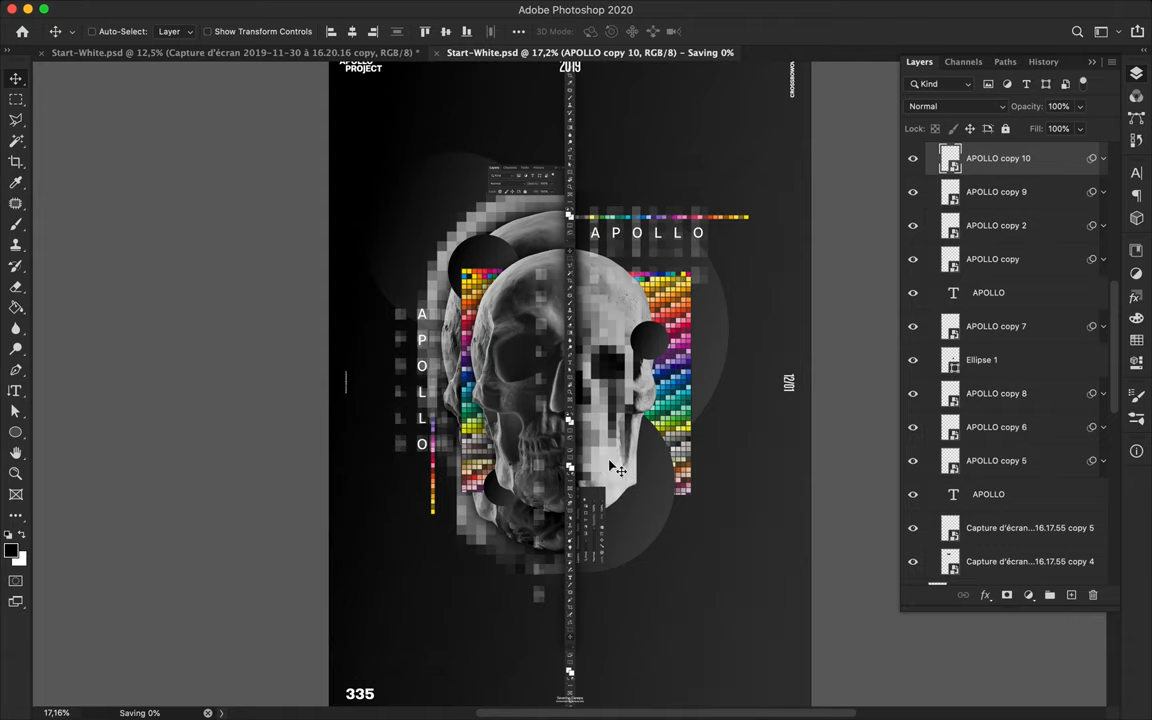 Adobe Photoshop 2020
Auto-Select: Layer Show Transform Controls 3D Mode:
Start-White.psd @ 12,5% (Capture d'écran 2019-11-30 à 16.20.16 copy, RGB/8) *
Start-White.psd @ 17,2% (APOLLO copy 10, RGB/8) – Saving 0%
APOLLO
PROJECT
2019
CROSSBOW
APOLLO
APOLLO
12/01
335
Layers Channels Paths History
Kind
Normal Opacity: 100%
Lock: Fill: 100%
APOLLO copy 10
APOLLO copy 9
APOLLO copy 2
APOLLO copy
APOLLO
APOLLO copy 7
Ellipse 1
APOLLO copy 8
APOLLO copy 6
APOLLO copy 5
APOLLO
Capture d'écran...16.17.55 copy 5
Capture d'écran...16.17.55 copy 4
17,16% Saving 0%